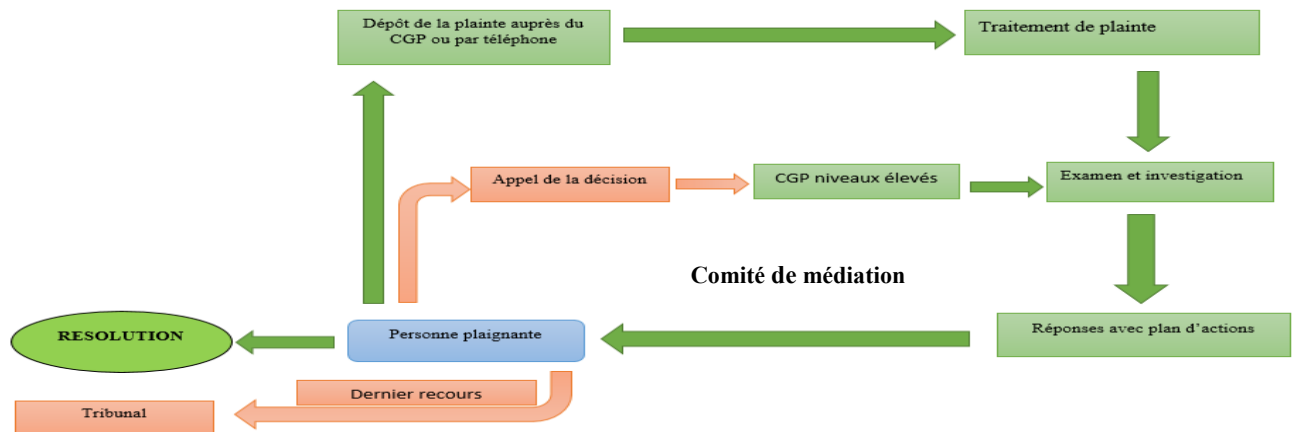 Dépôt de la plainte auprès du
CGP ou par téléphone
Traitement de plainte
Appel de la décision
CGP niveaux élevés
Examen et investigation
Comité de médiation
RESOLUTION
Personne plaignante
Réponses avec plan d'actions
Dernier recours
Tribunal